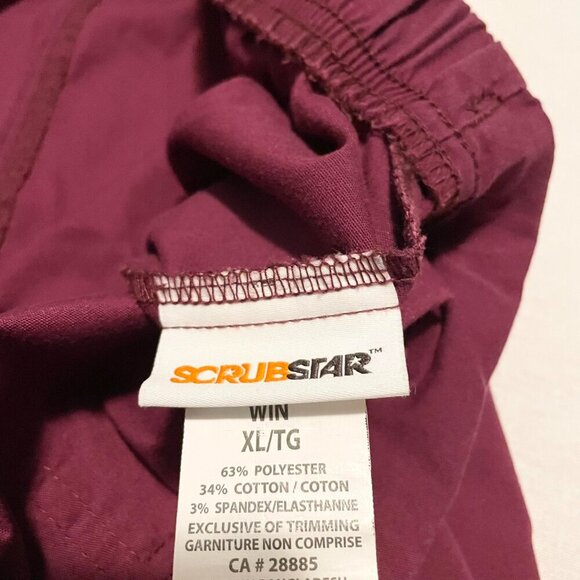 SCRUBSTAR™
WIN
XL/TG
63% POLYESTER
34% COTTON / COTON
3% SPANDEX/ELASTHANNE
EXCLUSIVE OF TRIMMING
GARNITURE NON COMPRISE
CA # 28885